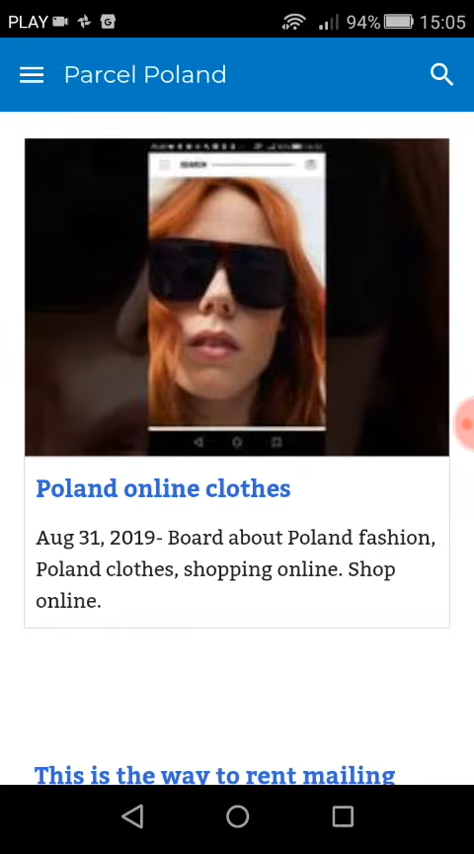 PLAY 94% 15:05
Parcel Poland
SEARCH
Poland online clothes
Aug 31, 2019- Board about Poland fashion,
Poland clothes, shopping online. Shop
online.
This is the way to rent mailing